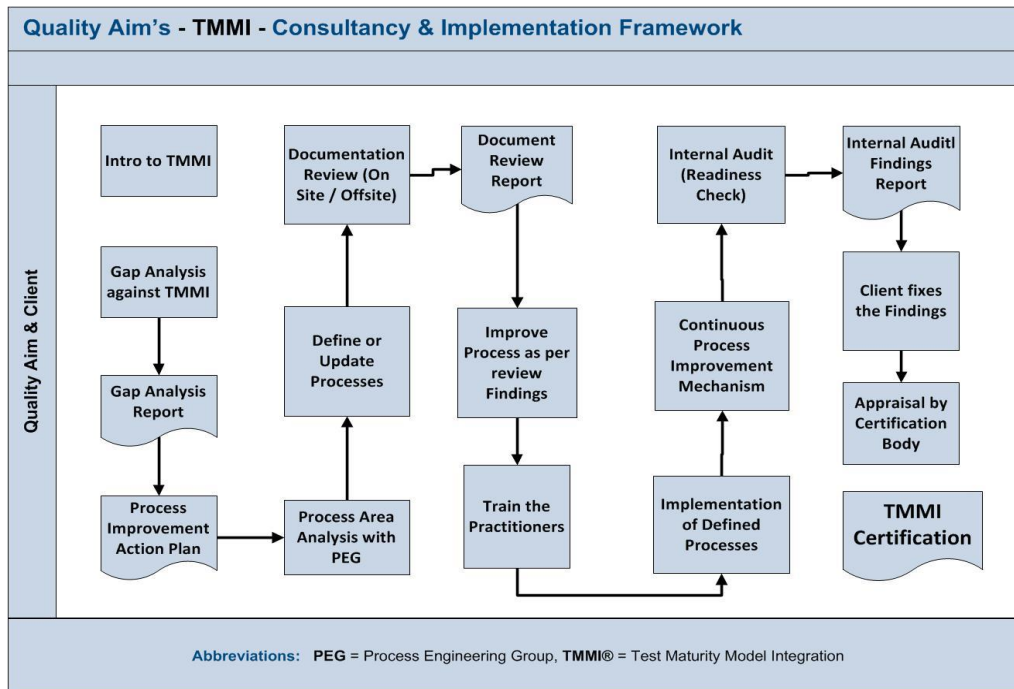 Quality Aim's - TMMI - Consultancy & Implementation Framework
Quality Aim & Client
Intro to TMMI
Gap Analysis
against TMMI
Gap Analysis
Report
Process
Improvement
Action Plan
Process Area
Analysis with
PEG
Define or
Update
Processes
Documentation
Review (On
Site / Offsite)
Document
Review
Report
Improve
Process as per
review
Findings
Train the
Practitioners
Implementation
of Defined
Processes
Continuous
Process
Improvement
Mechanism
Internal Audit
(Readiness
Check)
Internal Auditl
Findings
Report
Client fixes
the Findings
Appraisal by
Certification
Body
TMMI
Certification
Abbreviations: PEG = Process Engineering Group, TMMI® = Test Maturity Model Integration